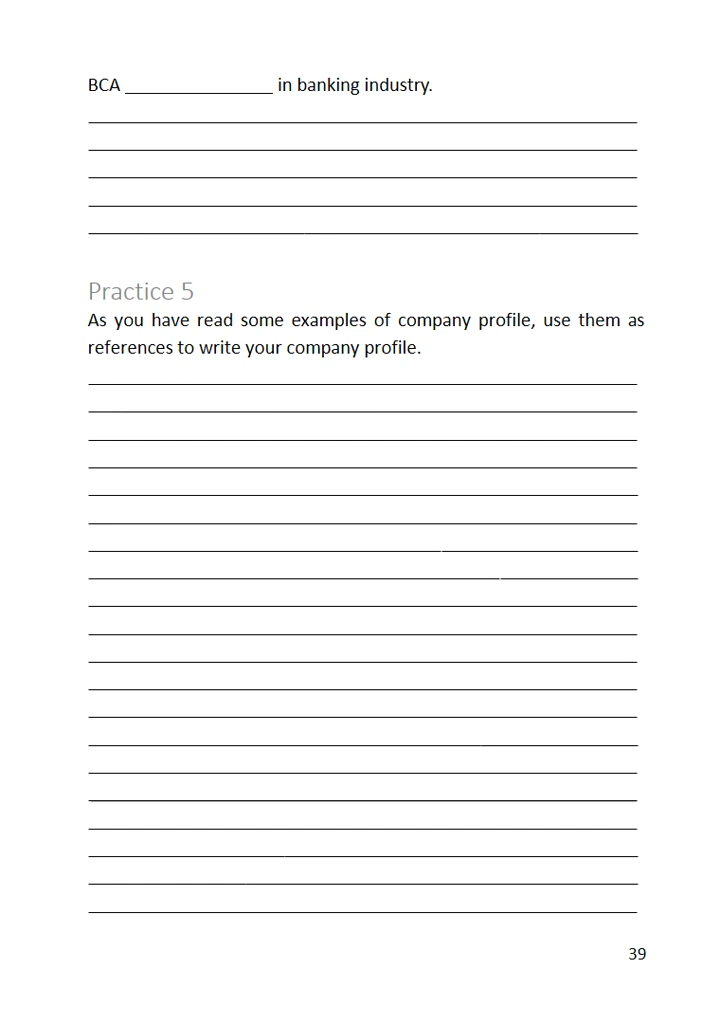 BCA _______________ in banking industry.
Practice 5
As you have read some examples of company profile, use them as
references to write your company profile.
39